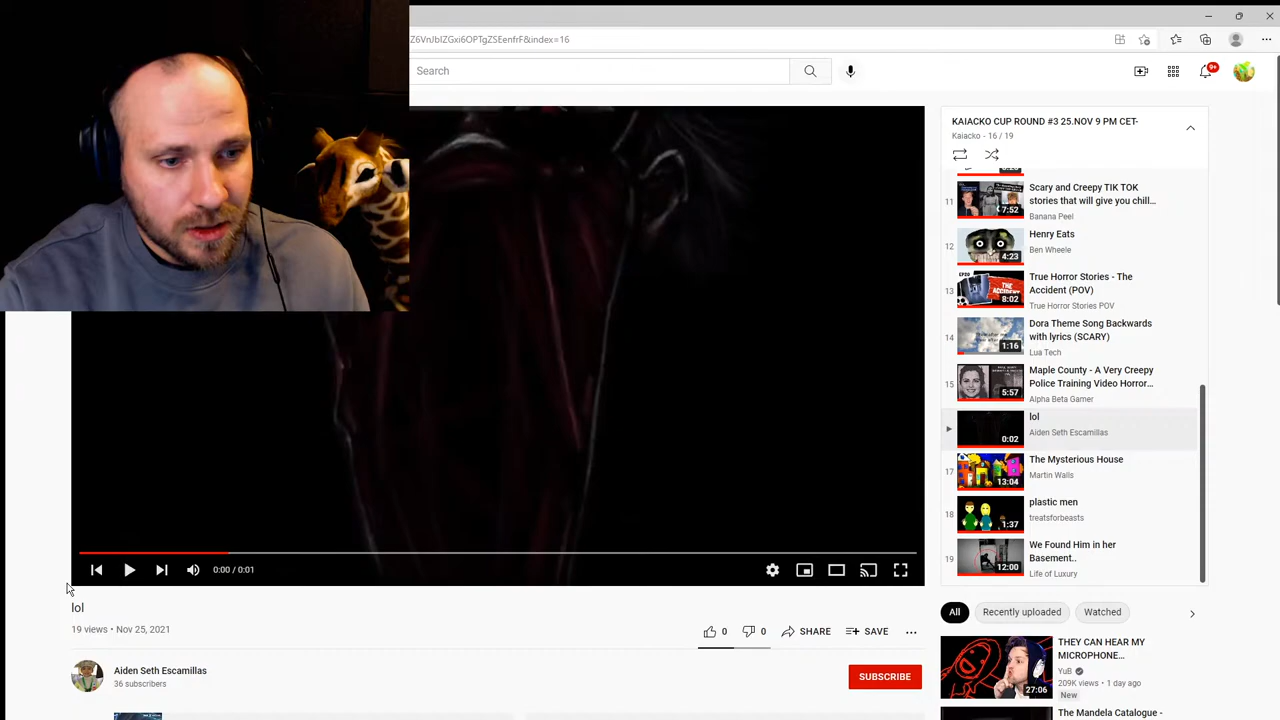 Z6VnJbIZGxi6OPTgZSEenfrF&index=16
Search
9+
KAIACKO CUP ROUND #3 25.NOV 9 PM CET-
Kaiacko - 16 / 19
11
7:52
Scary and Creepy TIK TOK
stories that will give you chill...
Banana Peel
12
4:23
Henry Eats
Ben Wheele
13
8:02
True Horror Stories - The
Accident (POV)
True Horror Stories POV
14
1:16
Dora Theme Song Backwards
with lyrics (SCARY)
Lua Tech
15
5:57
Maple County - A Very Creepy
Police Training Video Horror...
Alpha Beta Gamer
0:02
lol
Aiden Seth Escamillas
17
13:04
The Mysterious House
Martin Walls
18
1:37
plastic men
treatsforbeasts
19
12:00
We Found Him in her
Basement..
Life of Luxury
0:00 / 0:01
lol
19 views • Nov 25, 2021
0
0
SHARE
SAVE
Aiden Seth Escamillas
36 subscribers
SUBSCRIBE
All
Recently uploaded
Watched
27:06
THEY CAN HEAR MY
MICROPHONE...
YuB
209K views • 1 day ago
New
The Mandela Catalogue -